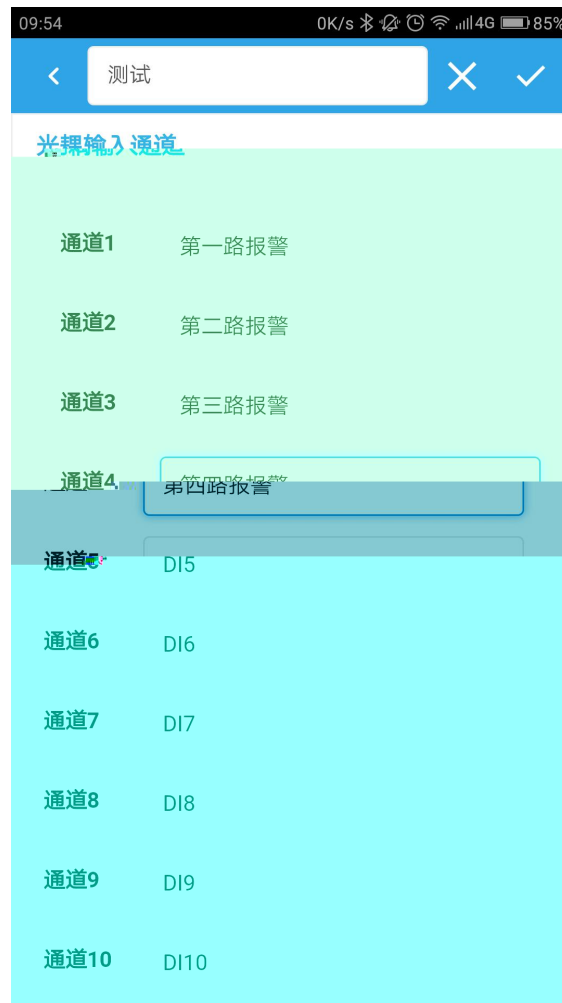 09:54 0K/s 4G 85%
测试
光耦输入通道
通道1 第一路报警
通道2 第二路报警
通道3 第三路报警
通道4 第四路报警
通道5 DI5
通道6 DI6
通道7 DI7
通道8 DI8
通道9 DI9
通道10 DI10